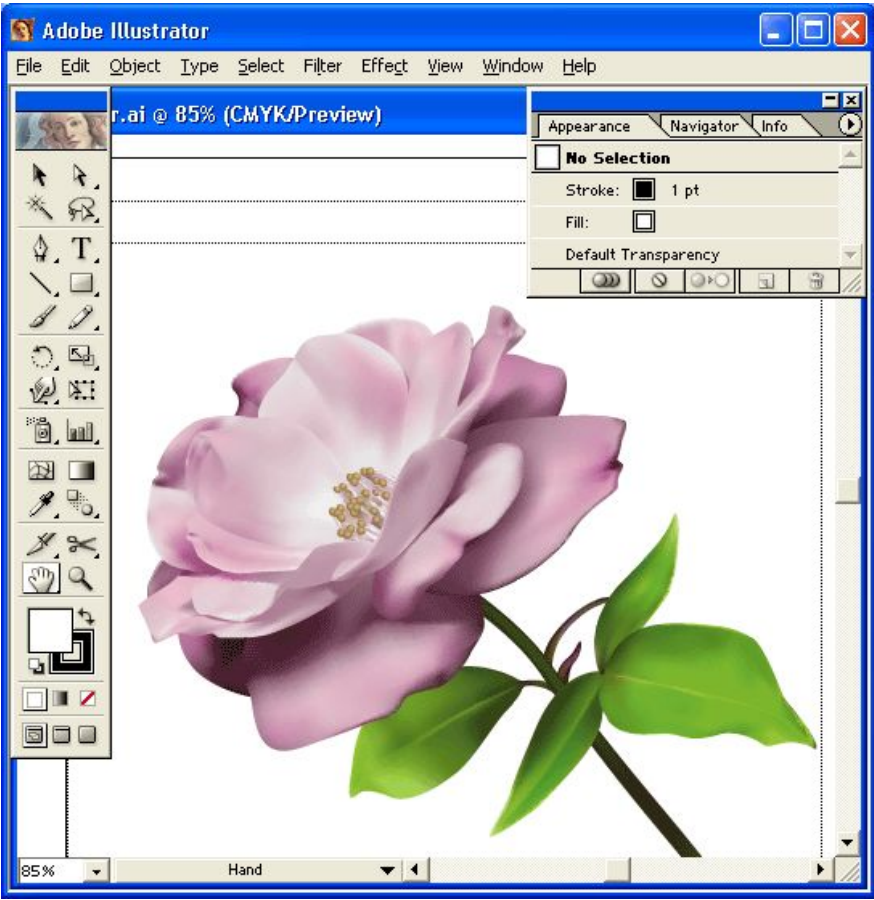 Adobe Illustrator
File Edit Object Type Select Filter Effect View Window Help
r.ai @ 85% (CMYK/Preview)
Appearance Navigator Info
No Selection
Stroke: 1 pt
Fill:
Default Transparency
T
85% Hand